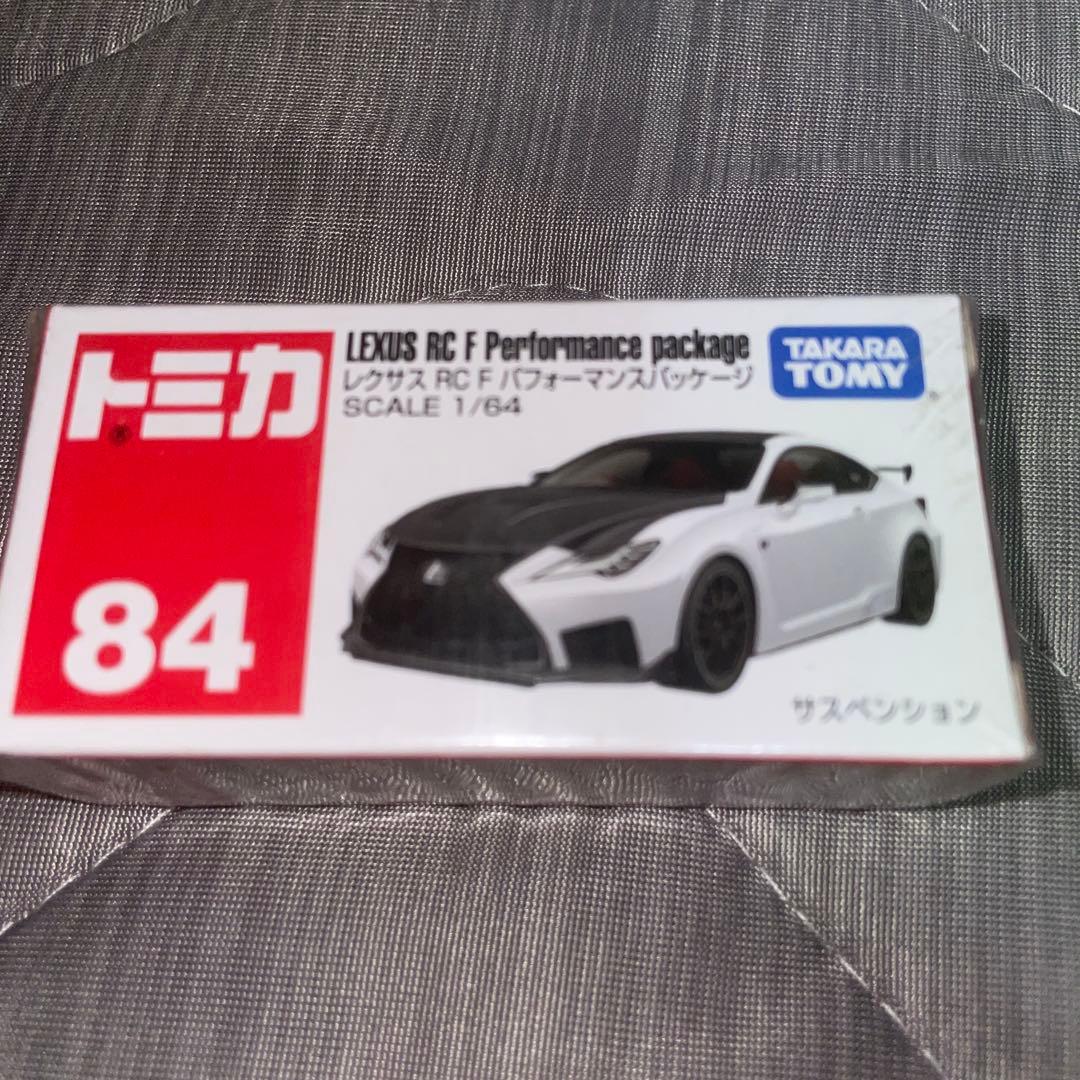 トミカ
84
LEXUS RC F Performance package
レクサス RC F パフォーマンスパッケージ
SCALE 1/64
TAKARA
TOMY
サスペンション